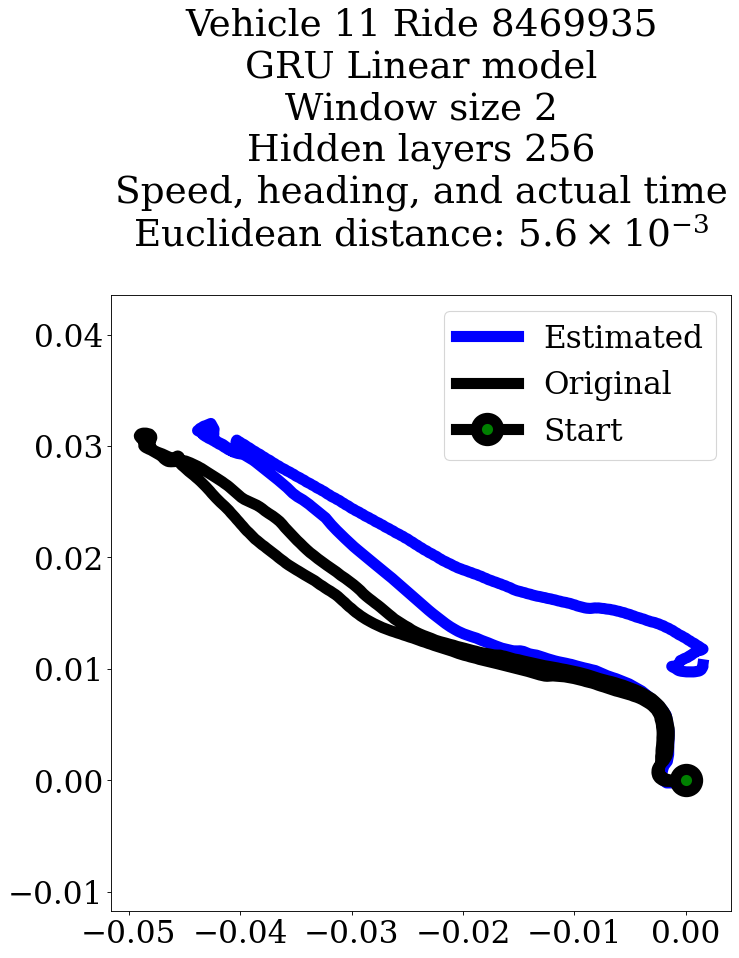 Vehicle 11 Ride 8469935
GRU Linear model
Window size 2
Hidden layers 256
Speed, heading, and actual time
Euclidean distance: 5.6 × 10⁻³
Estimated
Original
Start
0.04
0.03
0.02
0.01
0.00
−0.01
−0.05 −0.04 −0.03 −0.02 −0.01 0.00